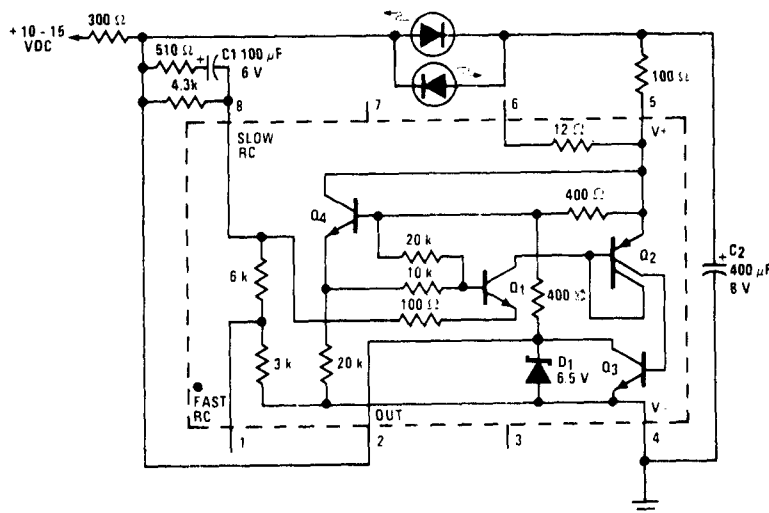 300 Ω
+ 10 - 15
VDC
510 Ω
+
C1 100 μF
6 V
4.3k
8
7
6
100 Ω
5
SLOW
RC
12 Ω
V+
Q4
400 Ω
20 k
10 k
Q1
400 Ω
Q2
+
C2
400 μF
8 V
6 k
100 Ω
3 k
20 k
D1
6.5 V
Q3
FAST
RC
OUT
V-
1
2
3
4